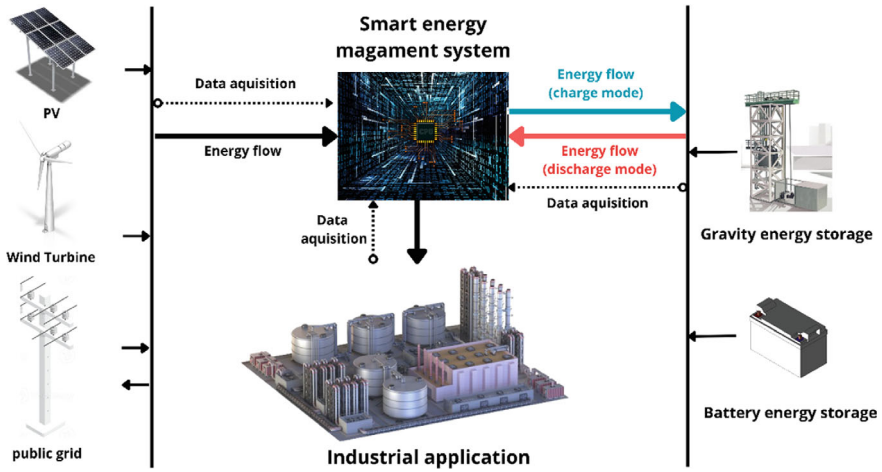 Smart energy
magament system
PV
Data aquisition
Energy flow
Energy flow
(charge mode)
Energy flow
(discharge mode)
Data aquisition
Data
aquisition
Wind Turbine
Gravity energy storage
public grid
Battery energy storage
Industrial application